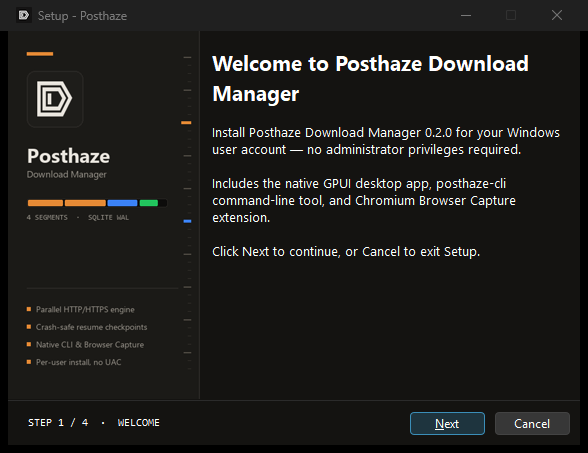 Setup - Posthaze
Posthaze
Download Manager
4 SEGMENTS · SQLITE WAL
Parallel HTTP/HTTPS engine
Crash-safe resume checkpoints
Native CLI & Browser Capture
Per-user install, no UAC
Welcome to Posthaze Download
Manager
Install Posthaze Download Manager 0.2.0 for your Windows
user account — no administrator privileges required.
Includes the native GPUI desktop app, posthaze-cli
command-line tool, and Chromium Browser Capture
extension.
Click Next to continue, or Cancel to exit Setup.
STEP 1 / 4 · WELCOME
Next
Cancel